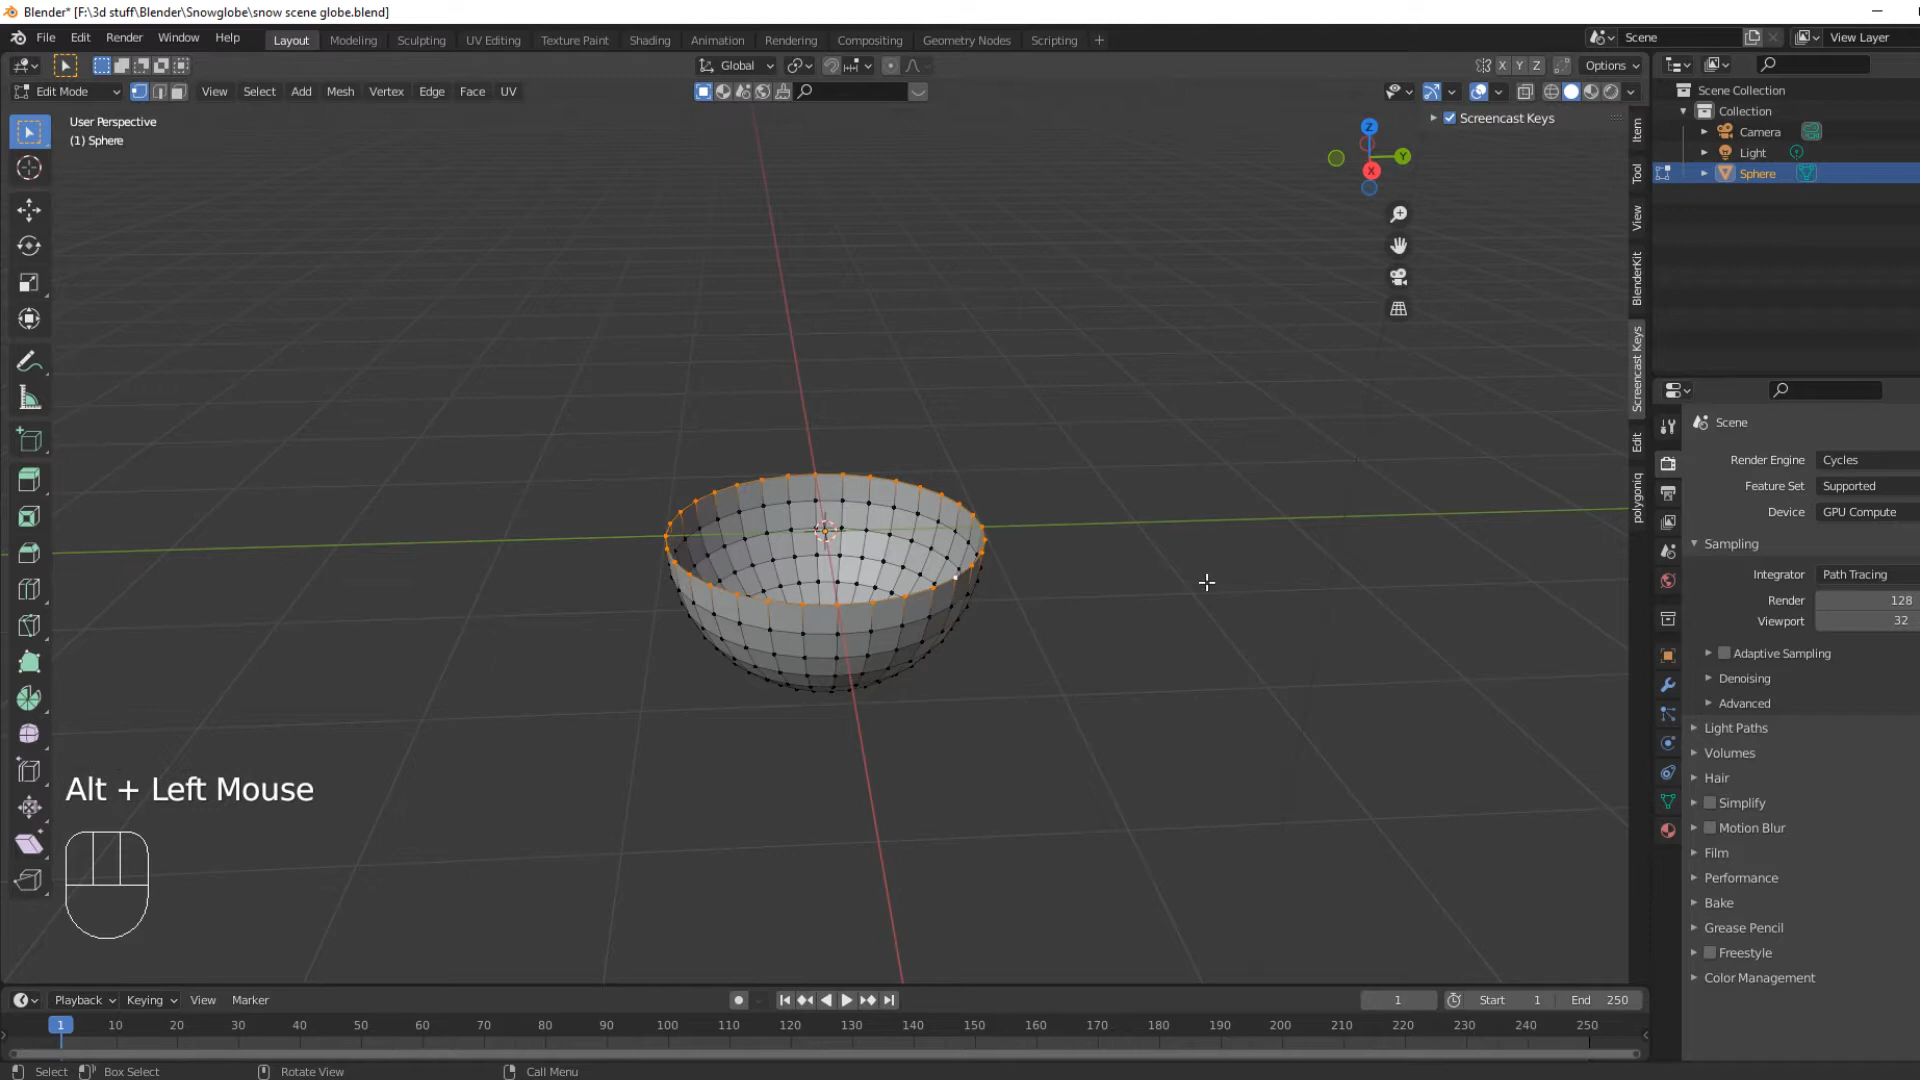 Blender* [F:\3d stuff\Blender\Snowglobe\snow scene globe.blend]
File Edit Render Window Help
Layout Modeling Sculpting UV Editing Texture Paint Shading Animation Rendering Compositing Geometry Nodes Scripting +
Scene
View Layer
Global
X Y Z
Options
Edit Mode
View Select Add Mesh Vertex Edge Face UV
User Perspective
(1) Sphere
Screencast Keys
Z
Y
X
Item
Tool
View
BlenderKit
Screencast Keys
Edit
polygoniq
Scene Collection
Collection
Camera
Light
Sphere
Scene
Render Engine Cycles
Feature Set Supported
Device GPU Compute
Sampling
Integrator Path Tracing
Render 128
Viewport 32
Adaptive Sampling
Denoising
Advanced
Light Paths
Volumes
Hair
Simplify
Motion Blur
Film
Performance
Bake
Grease Pencil
Freestyle
Color Management
Alt + Left Mouse
Playback Keying View Marker
1
Start 1
End 250
1 10 20 30 40 50 60 70 80 90 100 110 120 130 140 150 160 170 180 190 200 210 220 230 240 250
Select Box Select Rotate View Call Menu